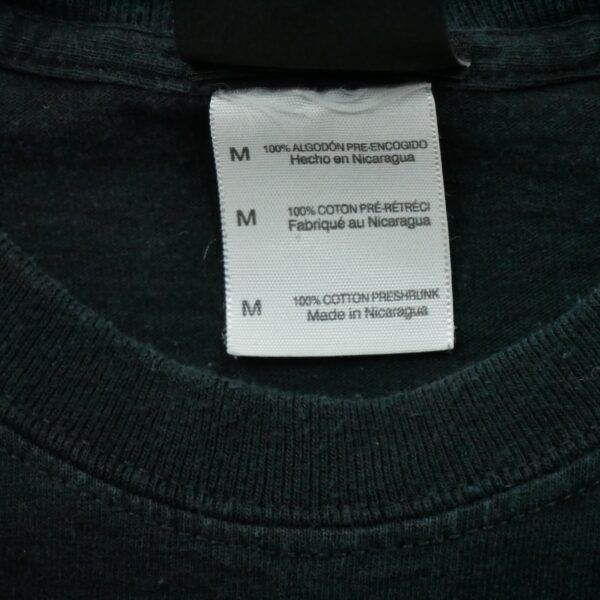 M 100% ALGODÓN PRE-ENCOGIDO
Hecho en Nicaragua
M 100% COTON PRÉ-RÉTRÉCI
Fabriqué au Nicaragua
M 100% COTTON PRESHRUNK
Made in Nicaragua